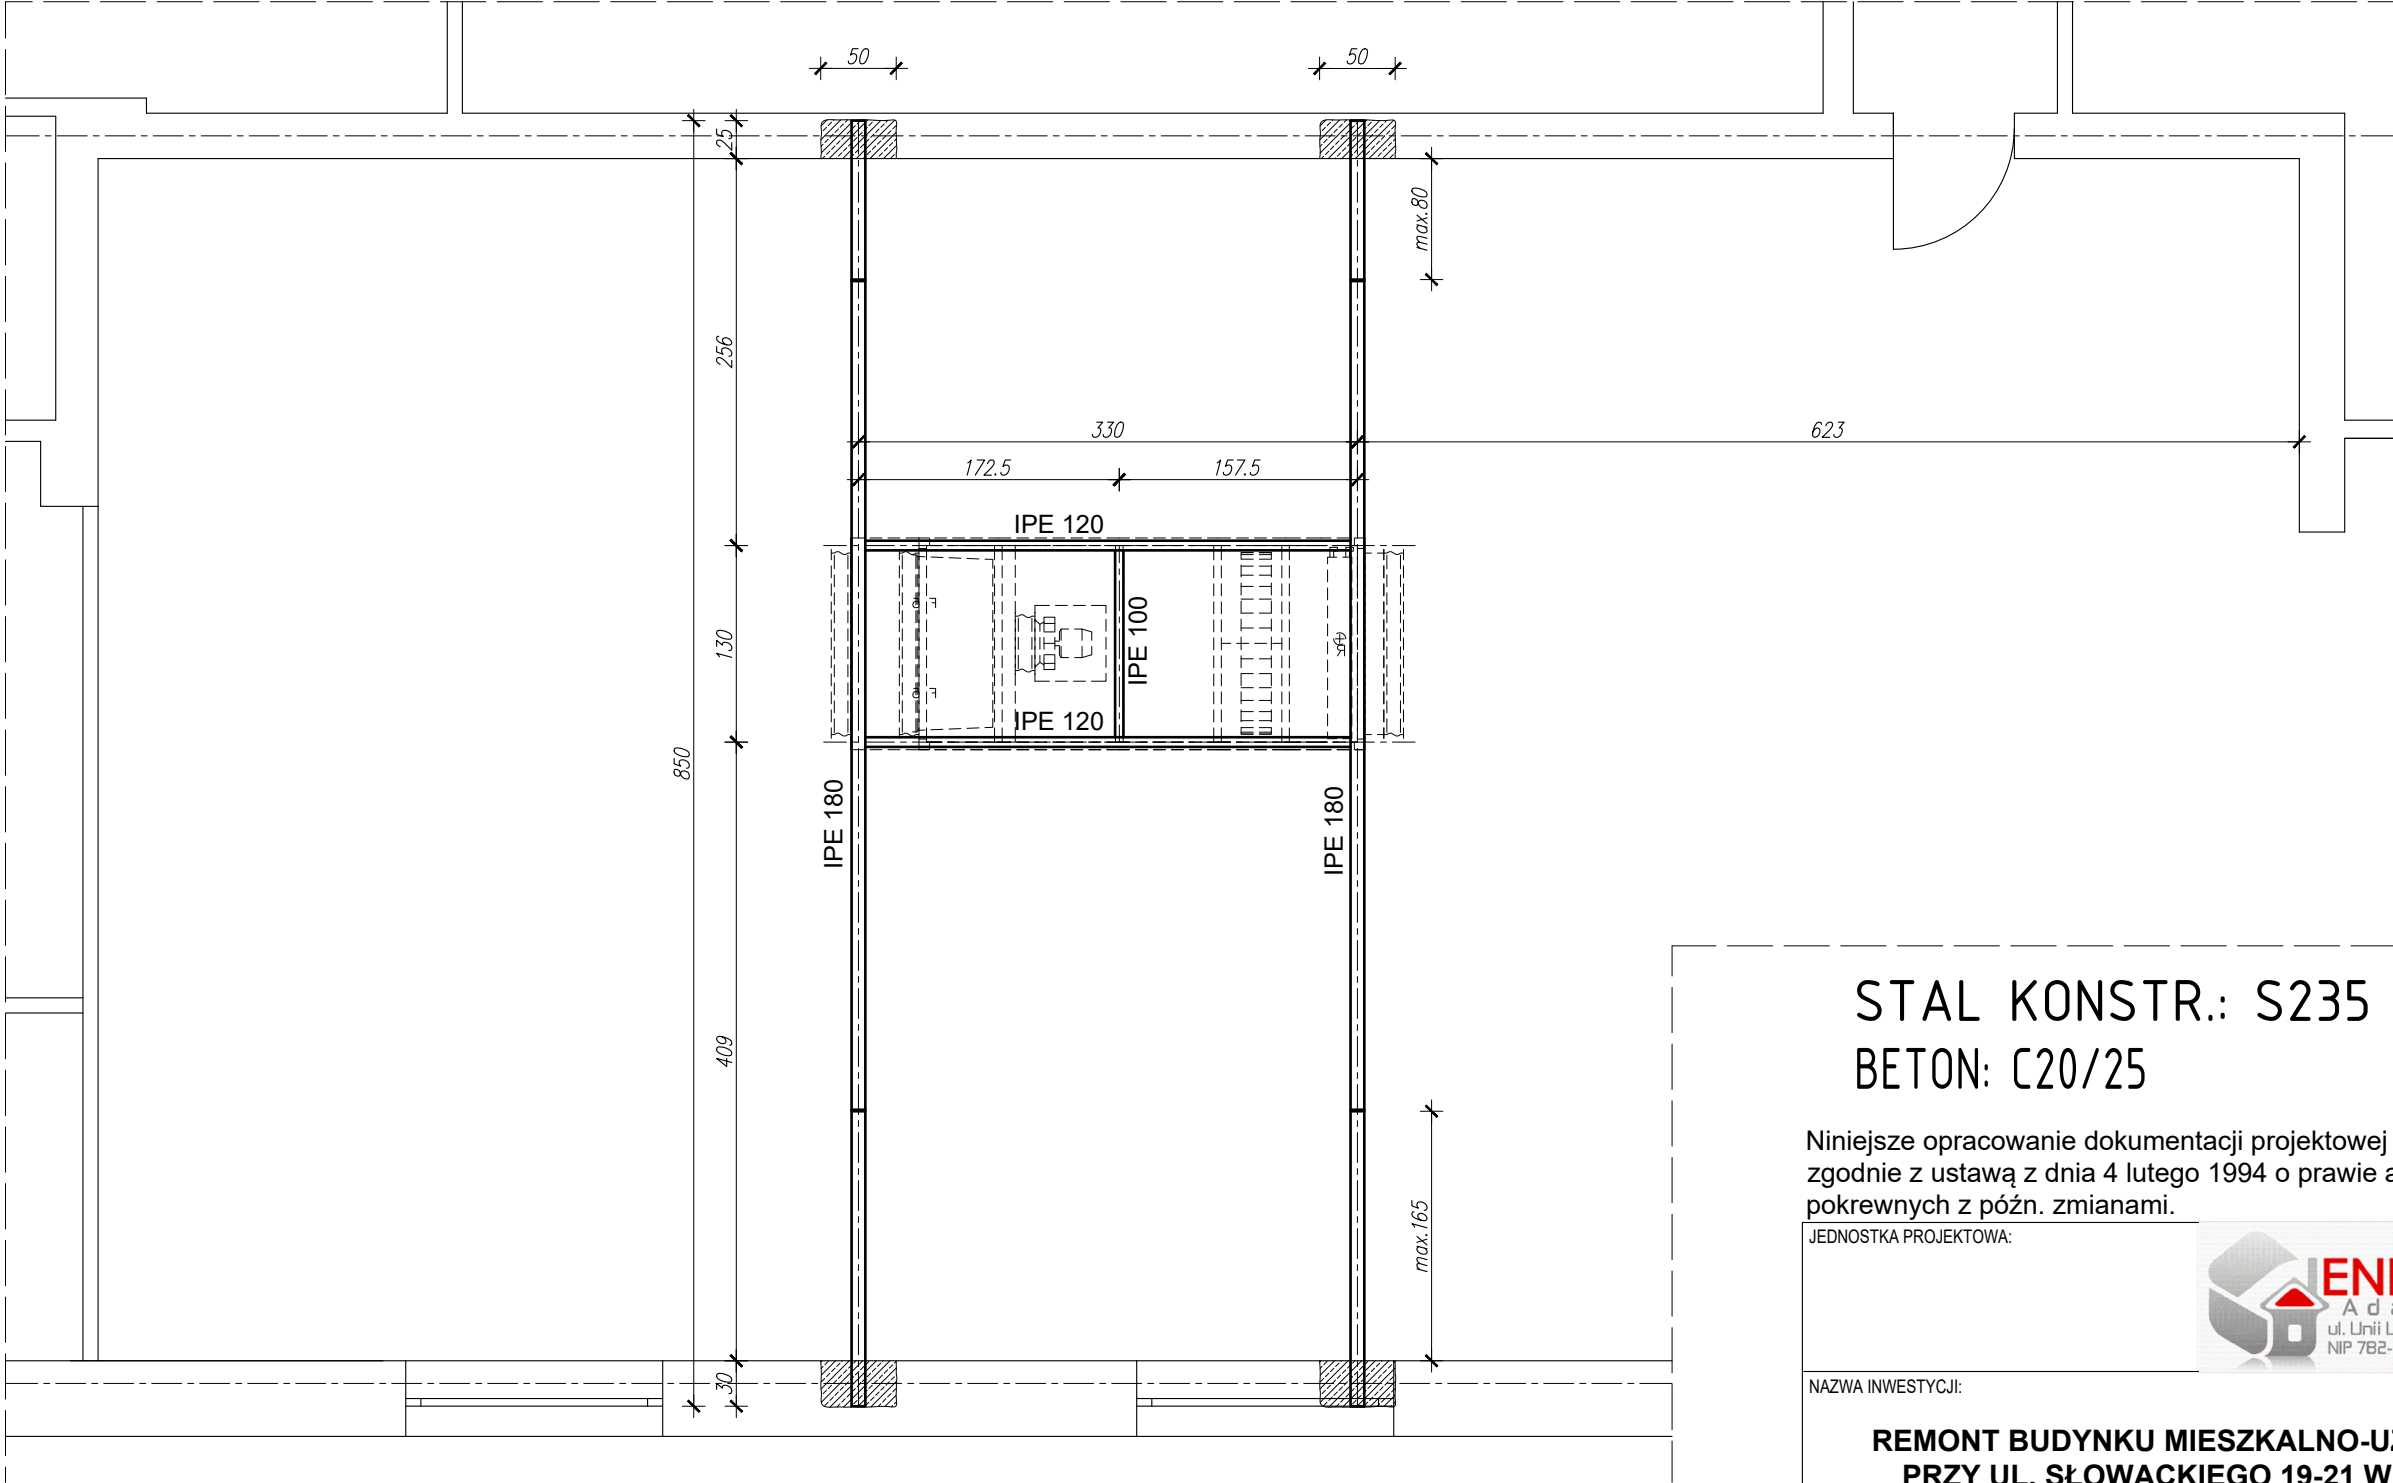 50
50
25
max.80
256
330
623
172.5
157.5
IPE 120
IPE 100
130
IPE 120
850
IPE 180
IPE 180
409
STAL KONSTR.: S235
BETON: C20/25
Niniejsze opracowanie dokumentacji projektowej
zgodnie z ustawą z dnia 4 lutego 1994 o prawie a
pokrewnych z późn. zmianami.
max.165
JEDNOSTKA PROJEKTOWA:
A d
ul. Unii
NIP 782-
30
NAZWA INWESTYCJI:
REMONT BUDYNKU MIESZKALNO-
PRZY UL. SŁOWACKIEGO 19-21 W